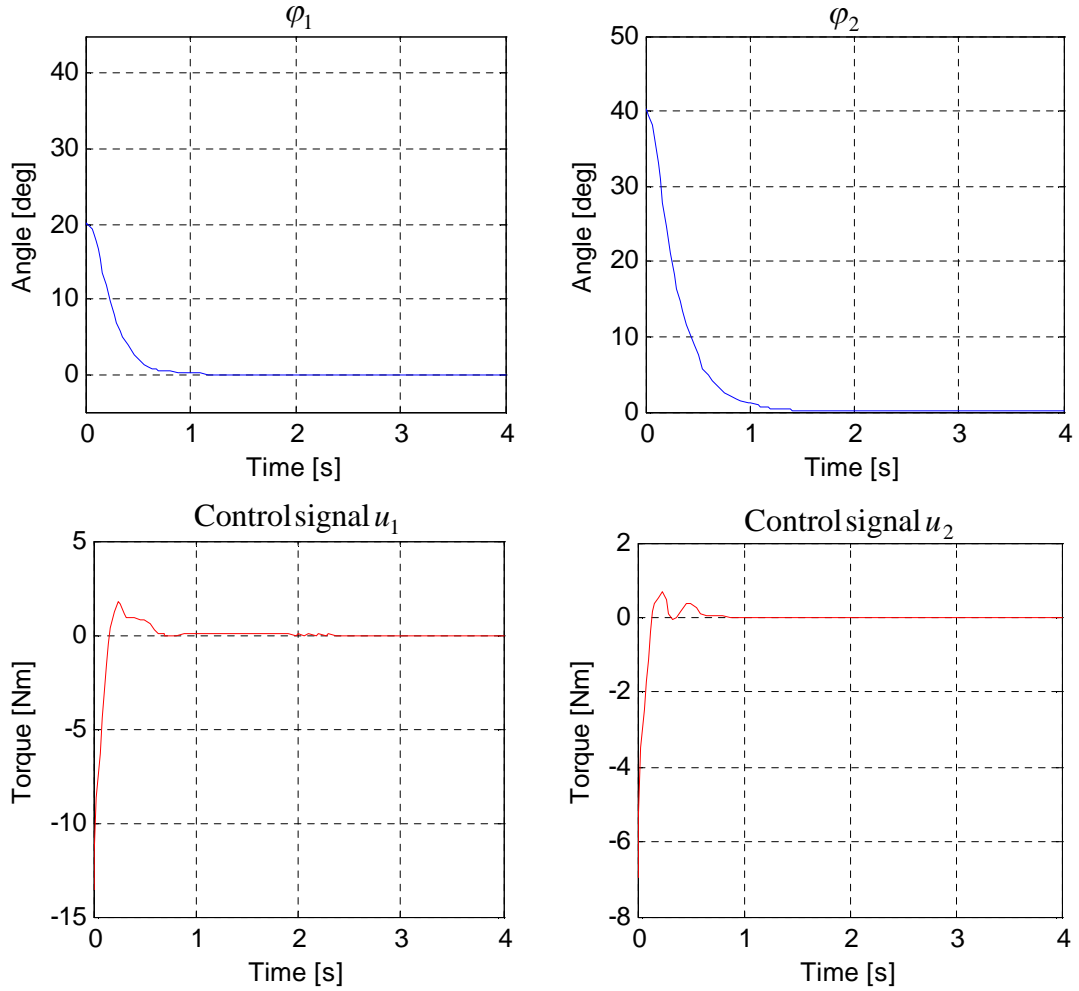 φ₁
40
30
20
10
0
0 1 2 3 4
Angle [deg]
Time [s]
φ₂
50
40
30
20
10
0
0 1 2 3 4
Angle [deg]
Time [s]
Control signal u₁
5
0
-5
-10
-15
0 1 2 3 4
Torque [Nm]
Time [s]
Control signal u₂
2
0
-2
-4
-6
-8
0 1 2 3 4
Torque [Nm]
Time [s]